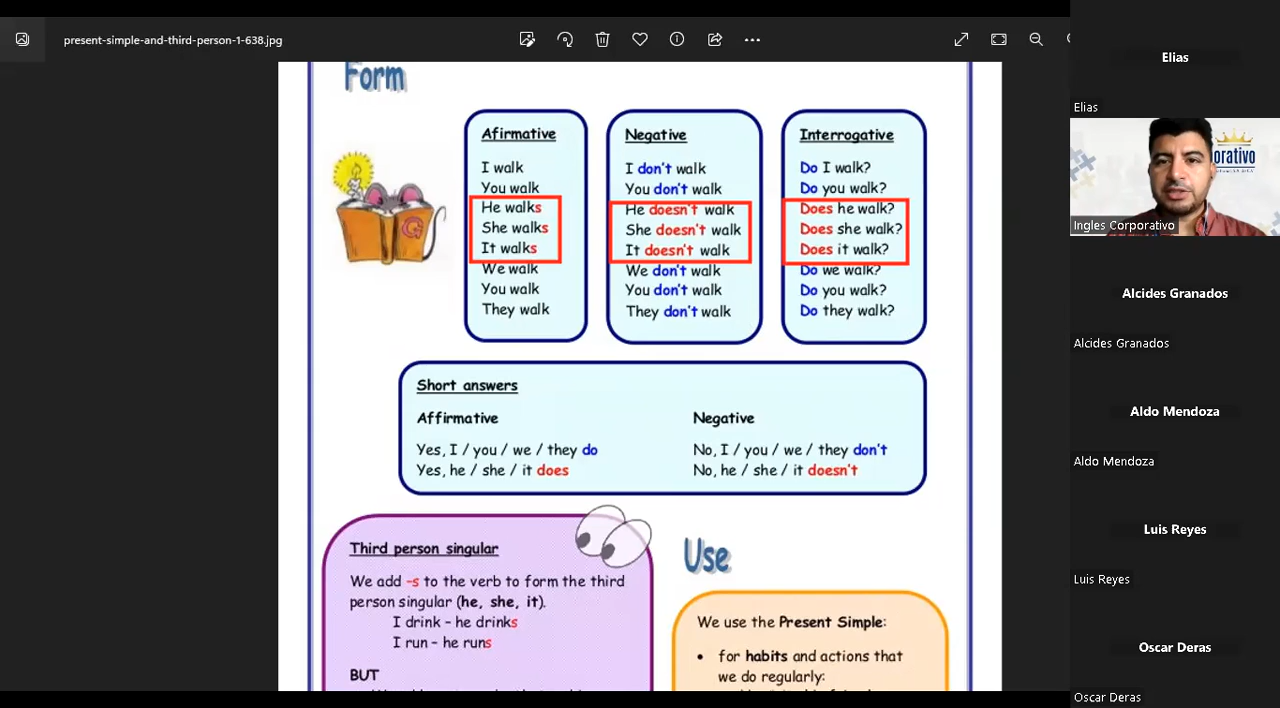 present-simple-and-third-person-1-638.jpg
Form
Afirmative
I walk
You walk
He walks
She walks
It walks
We walk
You walk
They walk
Negative
I don't walk
You don't walk
He doesn't walk
She doesn't walk
It doesn't walk
We don't walk
You don't walk
They don't walk
Interrogative
Do I walk?
Do you walk?
Does he walk?
Does she walk?
Does it walk?
Do we walk?
Do you walk?
Do they walk?
Short answers
Affirmative
Yes, I / you / we / they do
Yes, he / she / it does
Negative
No, I / you / we / they don't
No, he / she / it doesn't
Third person singular
We add -s to the verb to form the third
person singular (he, she, it).
I drink – he drinks
I run – he runs
BUT
Use
We use the Present Simple:
• for habits and actions that
we do regularly:
Elias
Elias
orativo
Ingles Corporativo
Alcides Granados
Alcides Granados
Aldo Mendoza
Aldo Mendoza
Luis Reyes
Luis Reyes
Oscar Deras
Oscar Deras